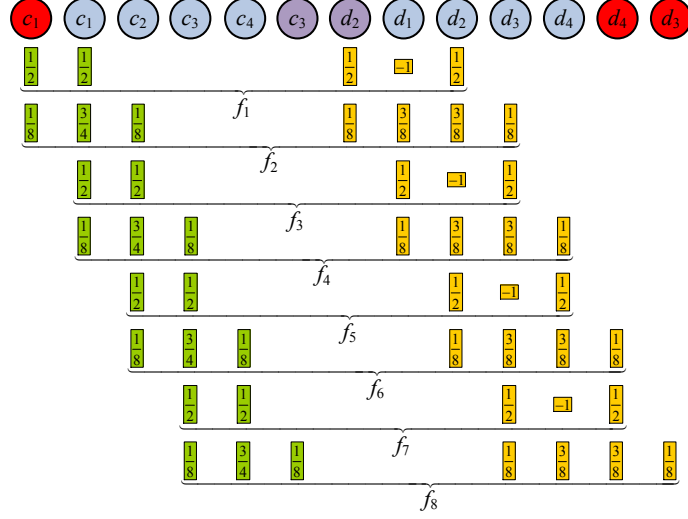 c₁ c₁ c₂ c₃ c₄ c₃ d₂ d₁ d₂ d₃ d₄ d₄ d₃
1/2 1/2 1/2 −1 1/2
f₁
1/8 3/4 1/8 1/8 3/8 3/8 1/8
f₂
1/2 1/2 1/2 −1 1/2
f₃
1/8 3/4 1/8 1/8 3/8 3/8 1/8
f₄
1/2 1/2 1/2 −1 1/2
f₅
1/8 3/4 1/8 1/8 3/8 3/8 1/8
f₆
1/2 1/2 1/2 −1 1/2
f₇
1/8 3/4 1/8 1/8 3/8 3/8 1/8
f₈